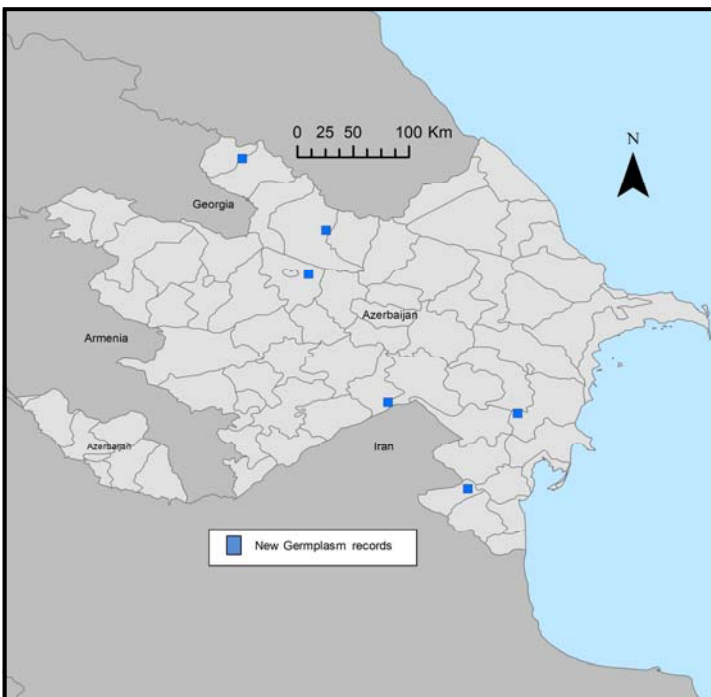 0 25 50 100 Km
N
Georgia
Azerbaijan
Armenia
Azerbaijan
Iran
New Germplasm records